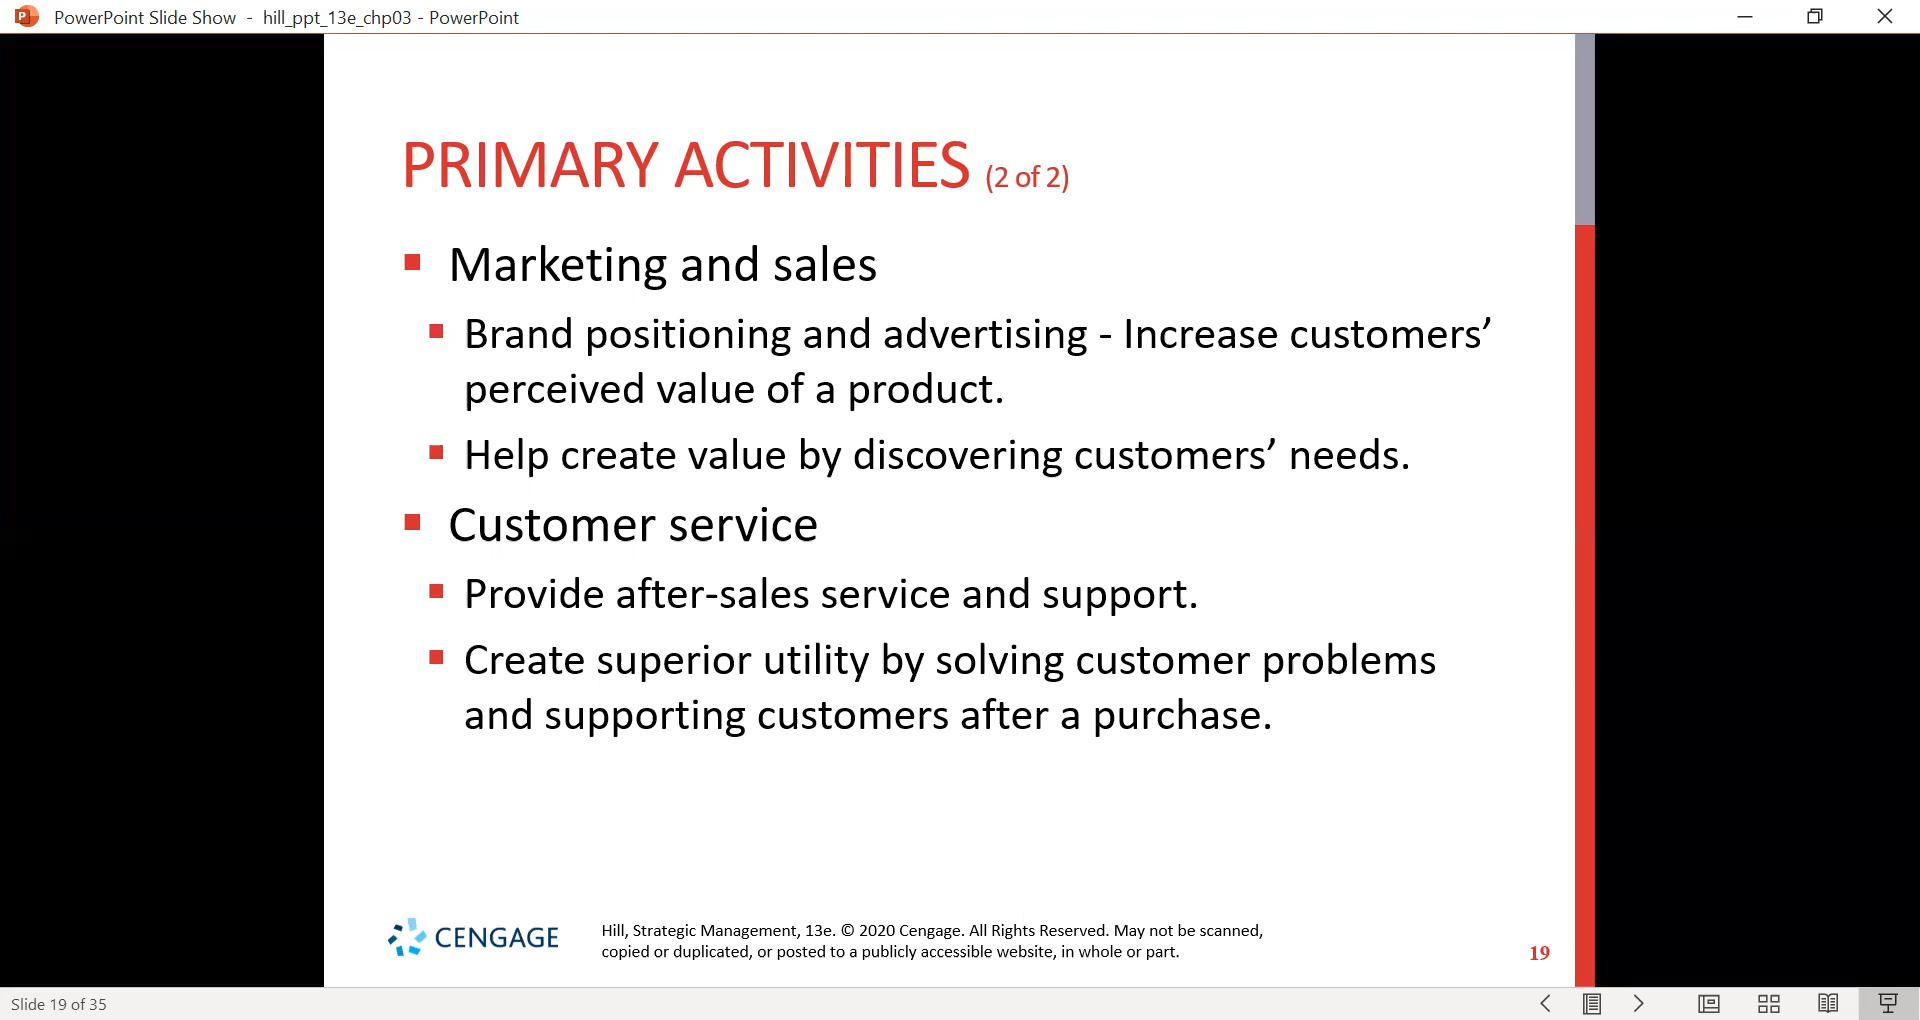 PowerPoint Slide Show - hill_ppt_13e_chp03 - PowerPoint
PRIMARY ACTIVITIES (2 of 2)
Marketing and sales
Brand positioning and advertising - Increase customers’
perceived value of a product.
Help create value by discovering customers’ needs.
Customer service
Provide after-sales service and support.
Create superior utility by solving customer problems
and supporting customers after a purchase.
CENGAGE
Hill, Strategic Management, 13e. © 2020 Cengage. All Rights Reserved. May not be scanned,
copied or duplicated, or posted to a publicly accessible website, in whole or part.
19
Slide 19 of 35